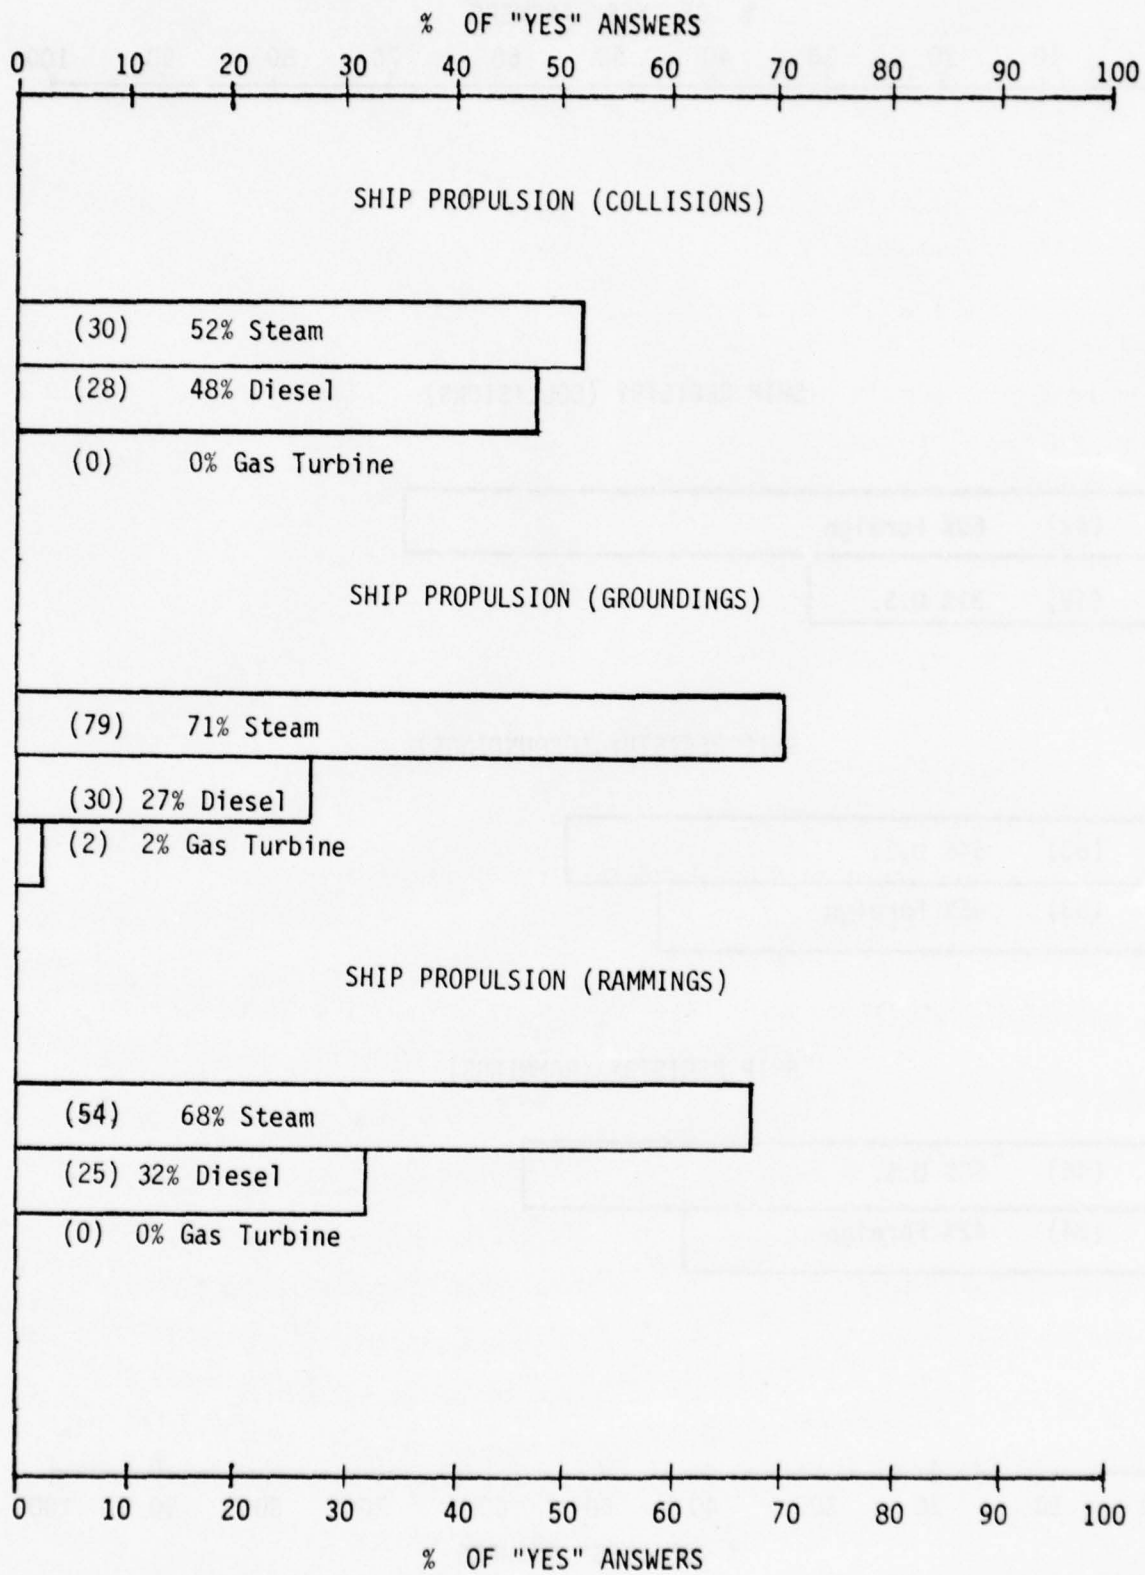 % OF "YES" ANSWERS
0 10 20 30 40 50 60 70 80 90 100
SHIP PROPULSION (COLLISIONS)
(30) 52% Steam
(28) 48% Diesel
(0) 0% Gas Turbine
SHIP PROPULSION (GROUNDINGS)
(79) 71% Steam
(30) 27% Diesel
(2) 2% Gas Turbine
SHIP PROPULSION (RAMMINGS)
(54) 68% Steam
(25) 32% Diesel
(0) 0% Gas Turbine
0 10 20 30 40 50 60 70 80 90 100
% OF "YES" ANSWERS